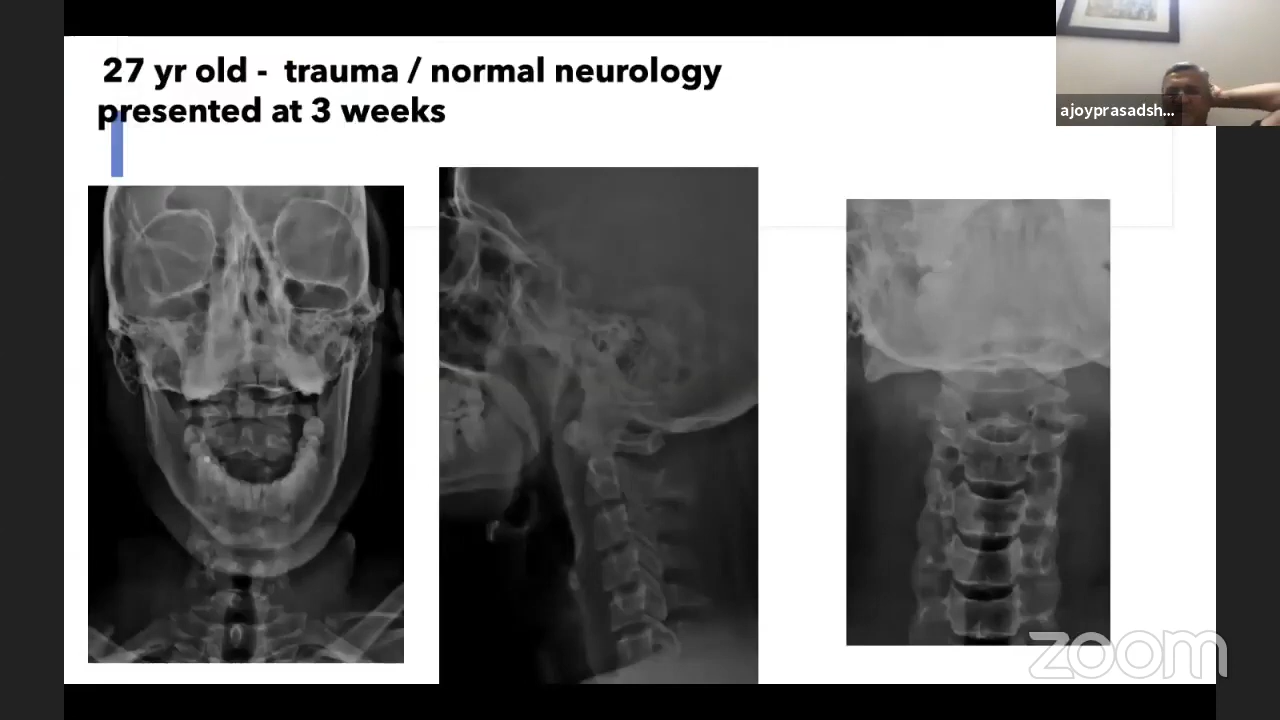 27 yr old - trauma / normal neurology
presented at 3 weeks
ajoyprasadsh...
zoom